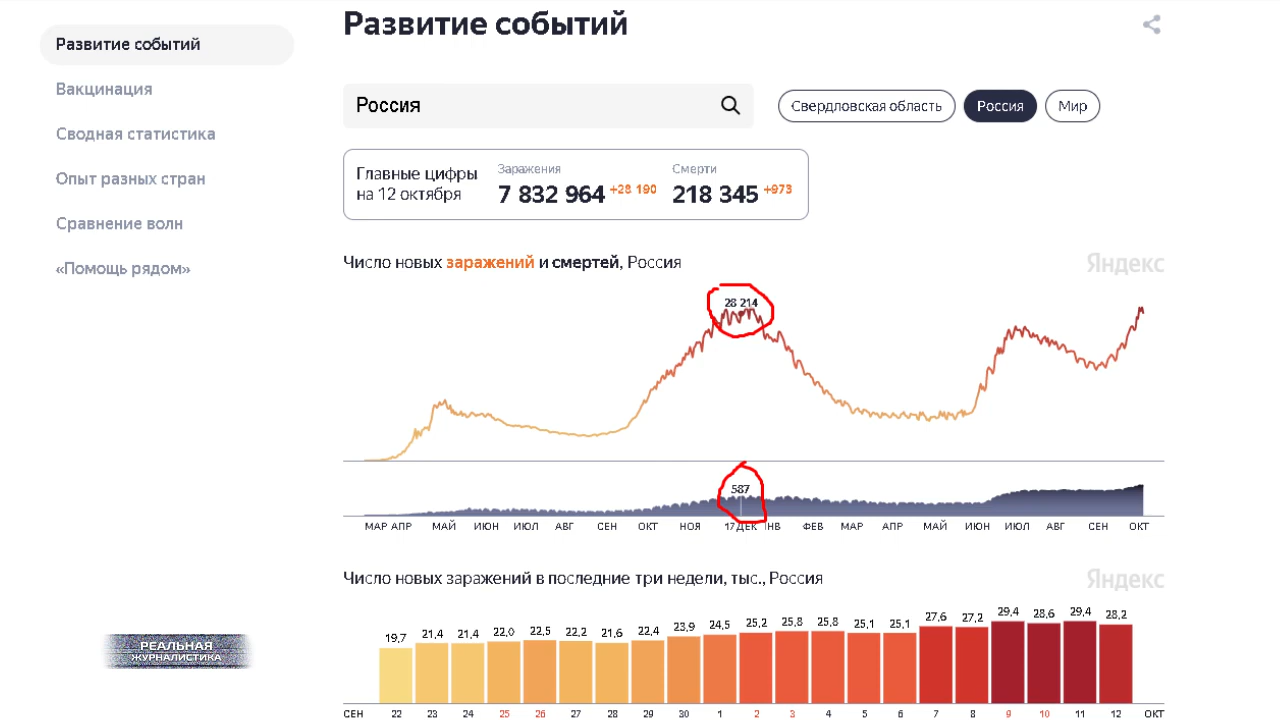 Развитие событий
Вакцинация
Сводная статистика
Опыт разных стран
Сравнение волн
«Помощь рядом»
Развитие событий
Россия
Свердловская область Россия Мир
Главные цифры
на 12 октября
Заражения
7 832 964 +28 190
Смерти
218 345 +973
Число новых заражений и смертей, Россия
Яндекс
28 214
587
МАР АПР МАЙ ИЮН ИЮЛ АВГ СЕН ОКТ НОЯ 17 ДЕК ЯНВ ФЕВ МАР АПР МАЙ ИЮН ИЮЛ АВГ СЕН ОКТ
Число новых заражений в последние три недели, тыс., Россия
Яндекс
19,7 21,4 21,4 22,0 22,5 22,2 21,6 22,4 23,9 24,5 25,2 25,8 25,8 25,1 25,1 27,6 27,2 29,4 28,6 29,4 28,2
СЕН 22 23 24 25 26 27 28 29 30 1 2 3 4 5 6 7 8 9 10 11 12 ОКТ
РЕАЛЬНАЯ
ЖУРНАЛИСТИКА